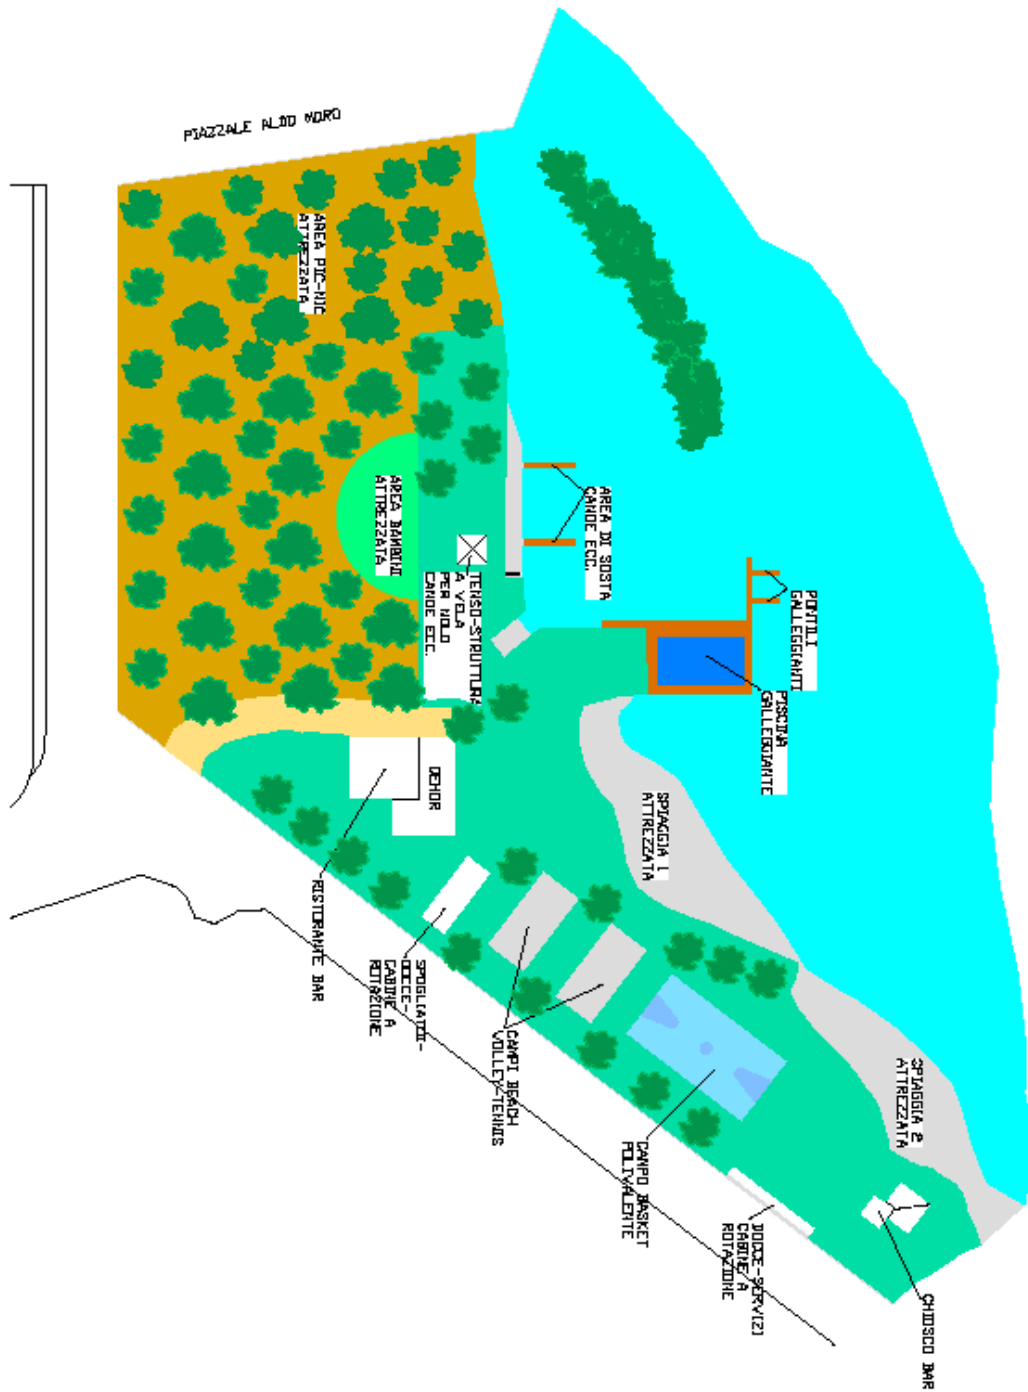 PIAZZALE ALDO MORO
AREA PIC-NIC
ATTREZZATA
AREA BAMBINI
ATTREZZATA
AREA DI SOSTA
CANOE ECC.
TENSO-STRUTTURA
A VELA
PER NOLO
CANOE ECC.
PONTILI
GALLEGGIANTI
PISCINA
GALLEGGIANTE
DEHOR
SPIAGGIA 1
ATTREZZATA
RISTORANTE BAR
SPOGLIATOI-
DOCCE-
CABINE A
ROTAZIONE
CAMPI BEACH
VOLLEY-TENNIS
CAMPO BASKET
POLIVALENTE
SPIAGGIA 2
ATTREZZATA
DOCCE-SERVIZI
CABINE A
ROTAZIONE
CHIOSCO BAR